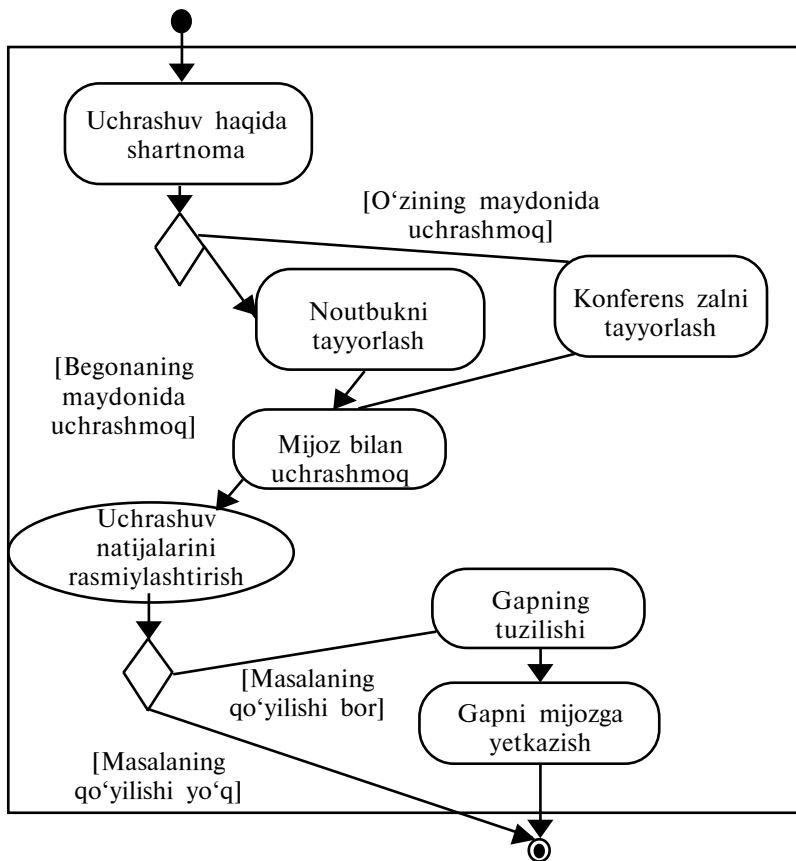 Uchrashuv haqida
shartnoma
[O‘zining maydonida
uchrashmoq]
Noutbukni
tayyorlash
Konferens zalni
tayyorlash
[Begonaning
maydonida
uchrashmoq]
Mijoz bilan
uchrashmoq
Uchrashuv
natijalarini
rasmiylashtirish
Gapning
tuzilishi
[Masalaning
qo‘yilishi bor]
Gapni mijozga
yetkazish
[Masalaning
qo‘yilishi yo‘q]